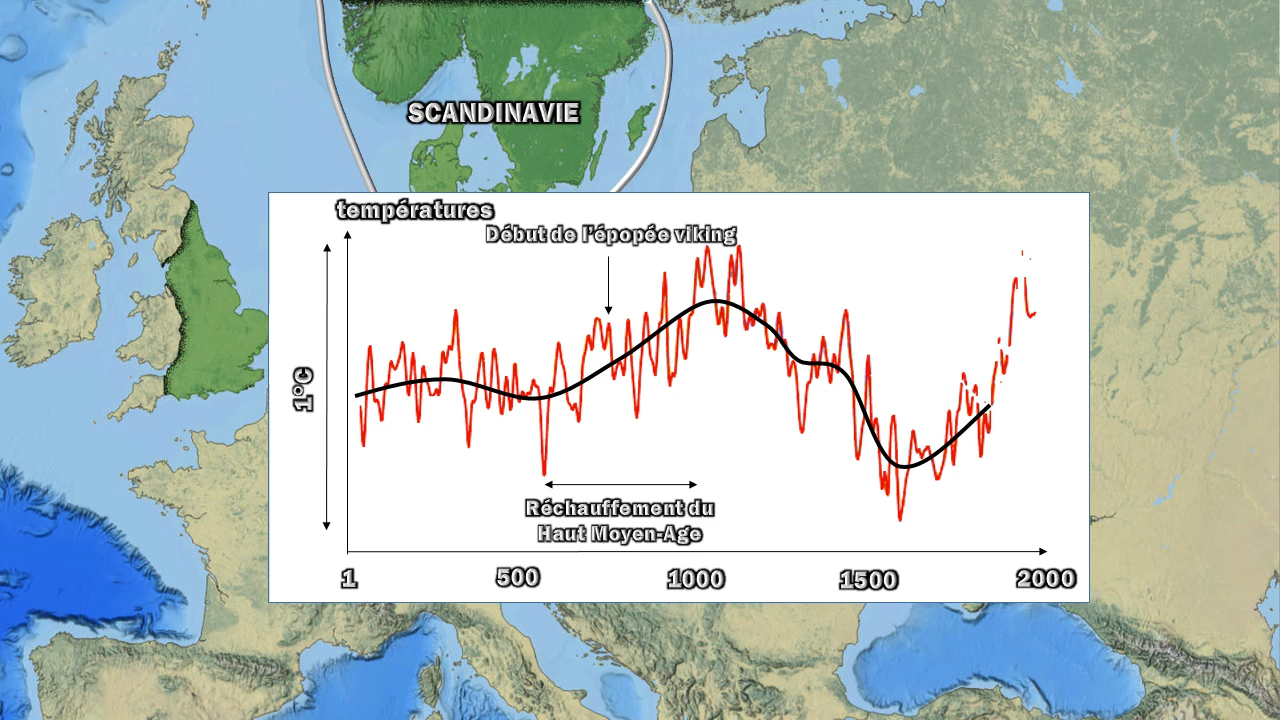 SCANDINAVIE
températures
Début de l'épopée viking
1°C
Réchauffement du
Haut Moyen-Age
1 500 1000 1500 2000